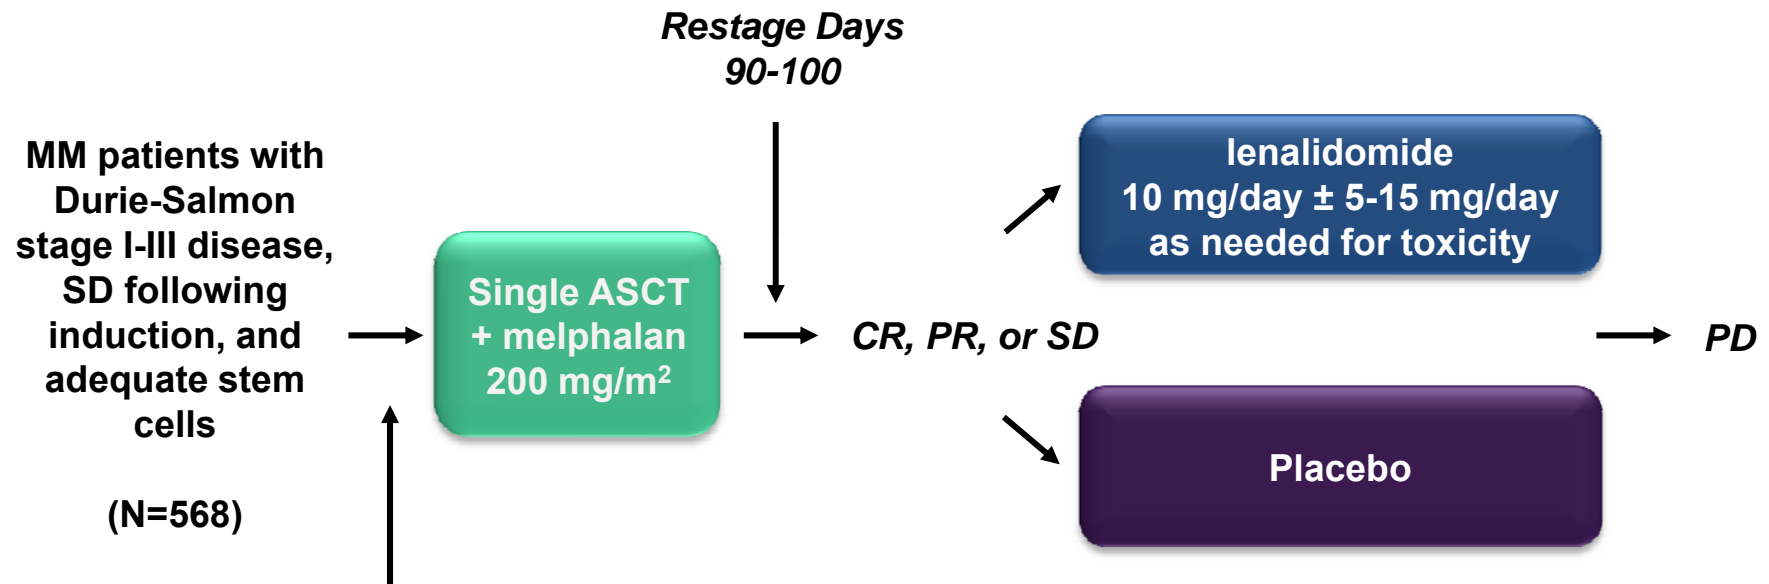 Restage Days
90-100
MM patients with
Durie-Salmon
stage I-III disease,
SD following
induction, and
adequate stem
cells
(N=568)
Single ASCT
+ melphalan
200 mg/m²
CR, PR, or SD
lenalidomide
10 mg/day ± 5-15 mg/day
as needed for toxicity
Placebo
PD